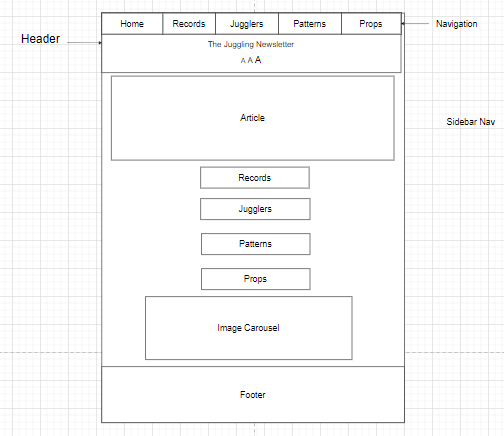 Home Records Jugglers Patterns Props Navigation
Header
The Juggling Newsletter
A A A
Article
Sidebar Nav
Records
Jugglers
Patterns
Props
Image Carousel
Footer